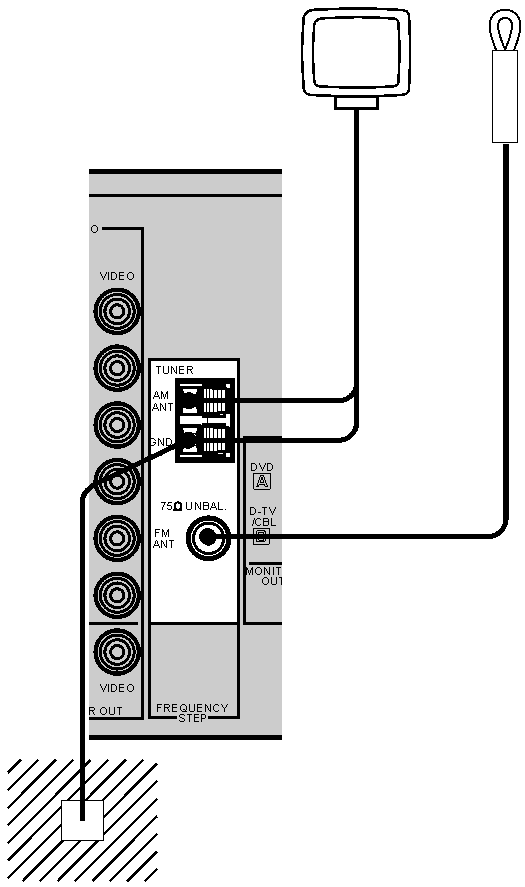 O
VIDEO
TUNER
AM
ANT
GND
DVD
A
75Ω UNBAL.
D-TV
/CBL
B
FM
ANT
MONIT
OUT
VIDEO
R OUT
FREQUENCY
STEP